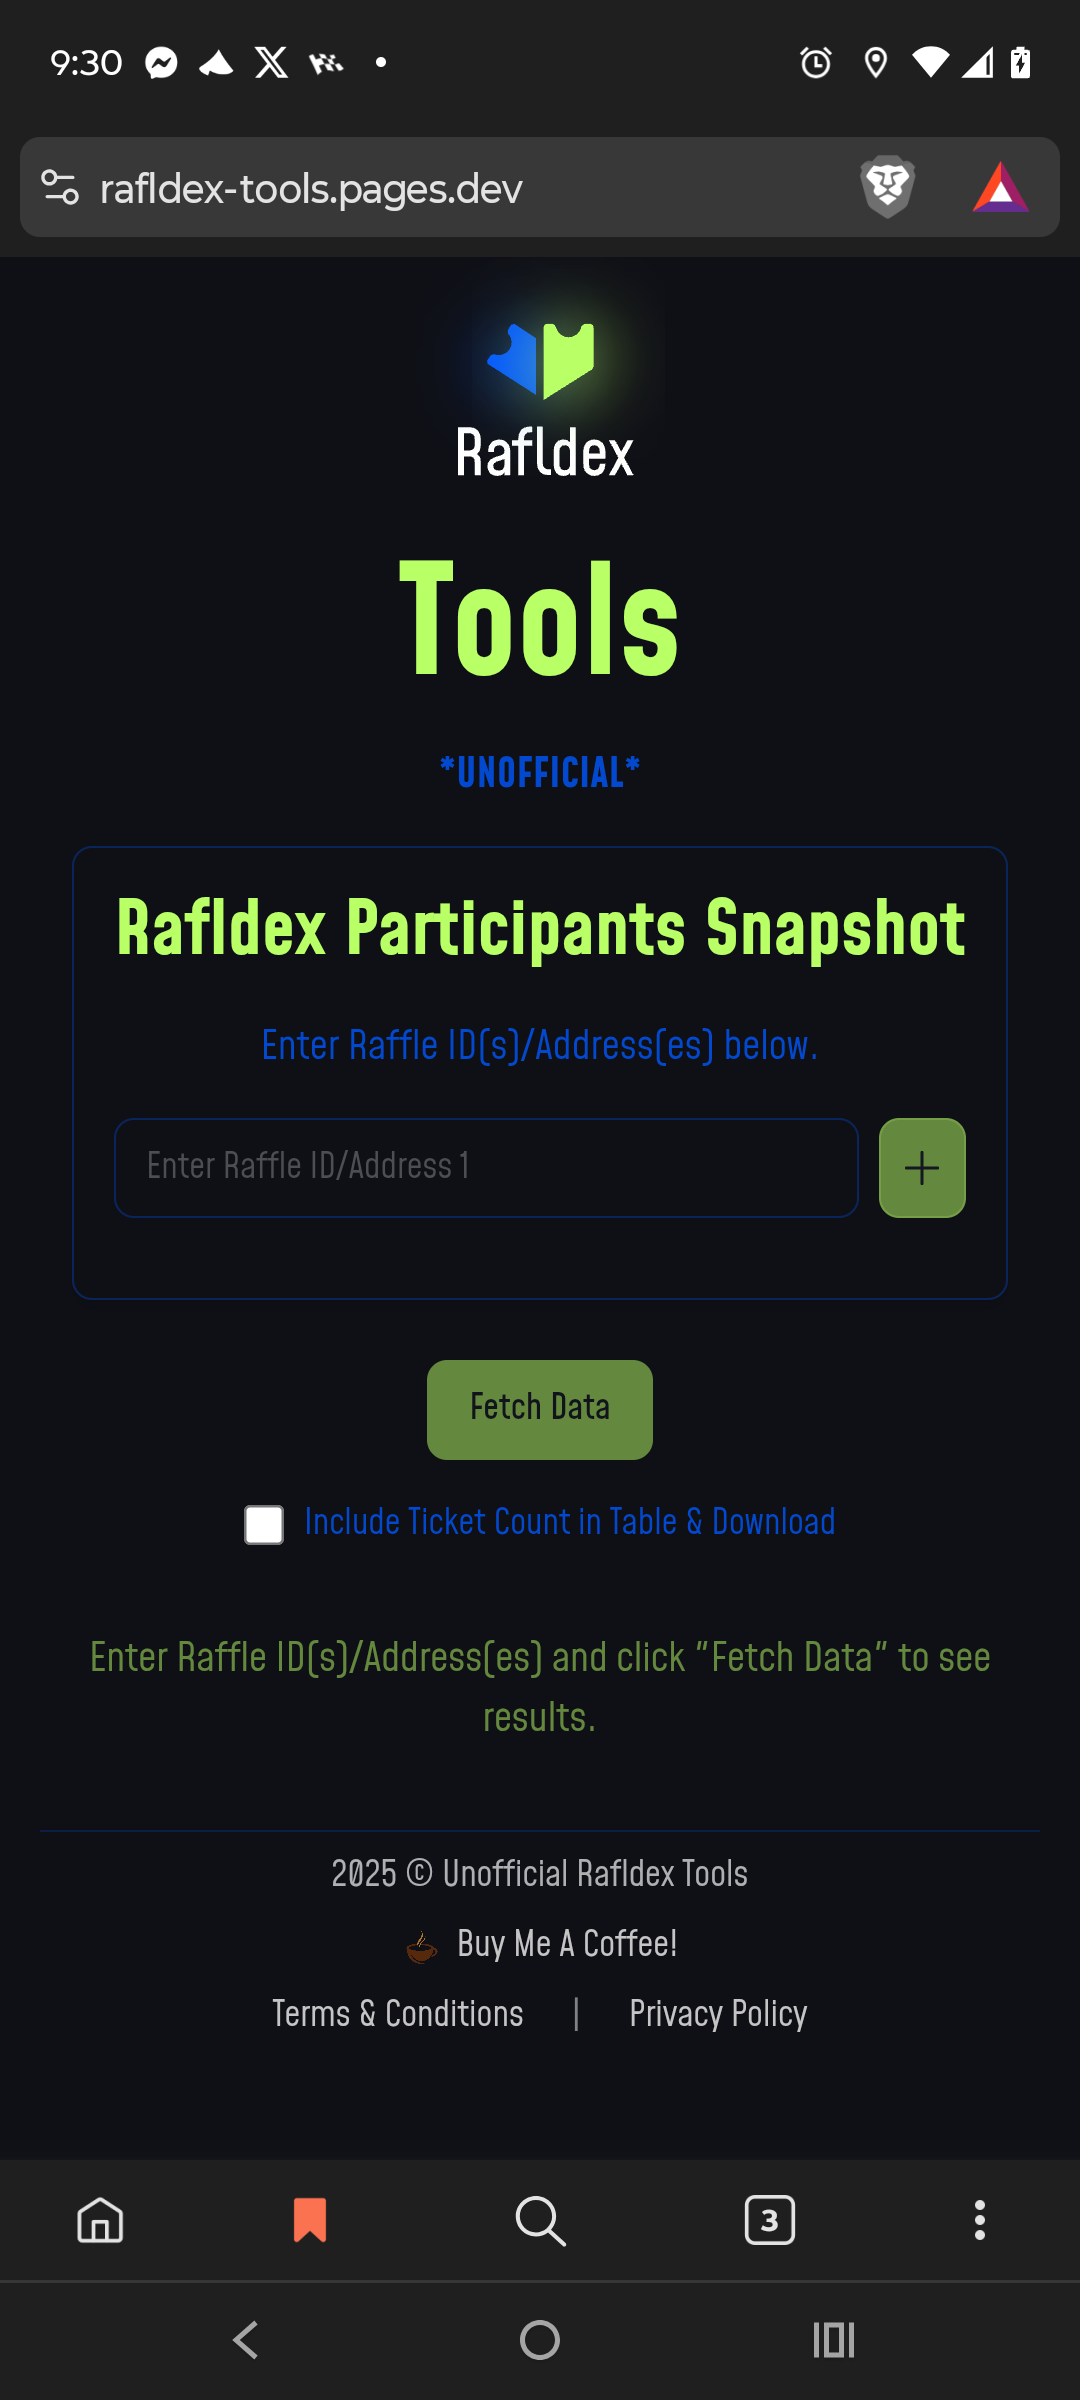 9:30
rafldex-tools.pages.dev
Rafldex
Tools
*UNOFFICIAL*
Rafldex Participants Snapshot
Enter Raffle ID(s)/Address(es) below.
Enter Raffle ID/Address 1
Fetch Data
Include Ticket Count in Table & Download
Enter Raffle ID(s)/Address(es) and click "Fetch Data" to see
results.
2025 © Unofficial Rafldex Tools
Buy Me A Coffee!
Terms & Conditions | Privacy Policy
3